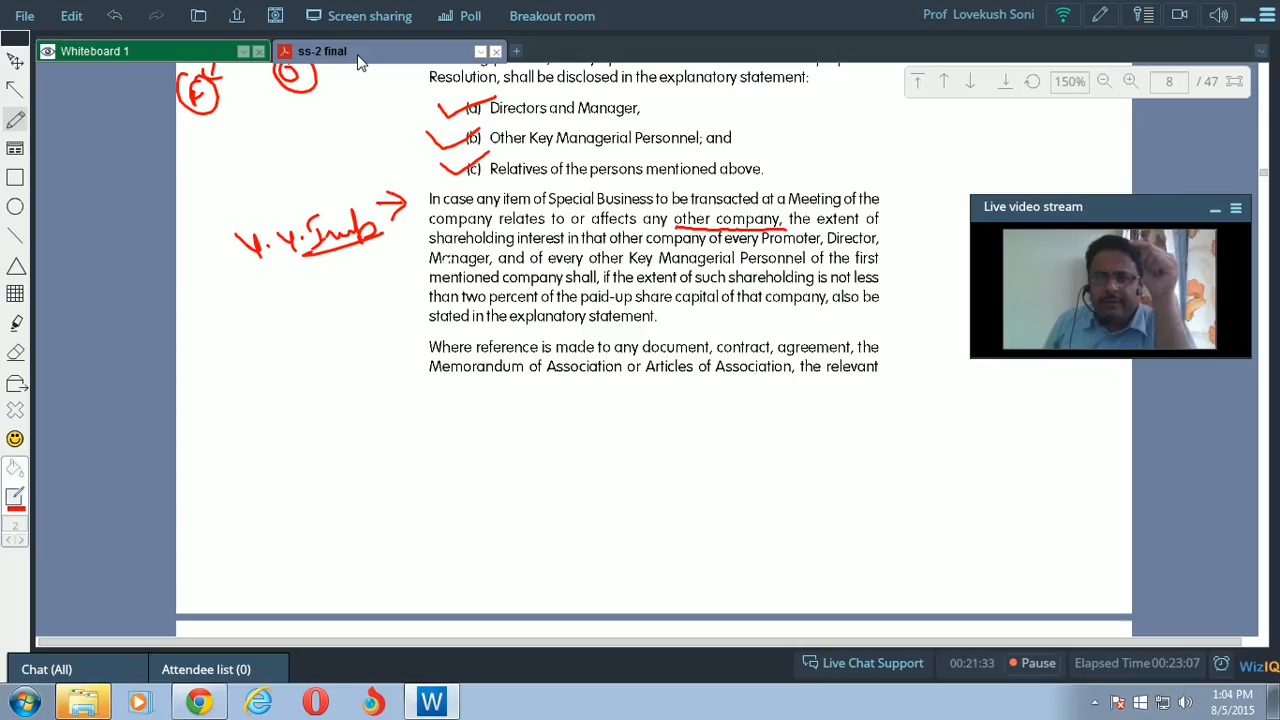 File Edit Screen sharing Poll Breakout room Prof Lovekush Soni
Whiteboard 1 ss-2 final
150% 8 / 47
Resolution, shall be disclosed in the explanatory statement:
(a) Directors and Manager,
(b) Other Key Managerial Personnel; and
(c) Relatives of the persons mentioned above.
In case any item of Special Business to be transacted at a Meeting of the
company relates to or affects any other company, the extent of
shareholding interest in that other company of every Promoter, Director,
Manager, and of every other Key Managerial Personnel of the first
mentioned company shall, if the extent of such shareholding is not less
than two percent of the paid-up share capital of that company, also be
stated in the explanatory statement.
Where reference is made to any document, contract, agreement, the
Memorandum of Association or Articles of Association, the relevant
Live video stream
2
Chat (All) Attendee list (0) Live Chat Support 00:21:33 Pause Elapsed Time 00:23:07 WizIQ
1:04 PM
8/5/2015